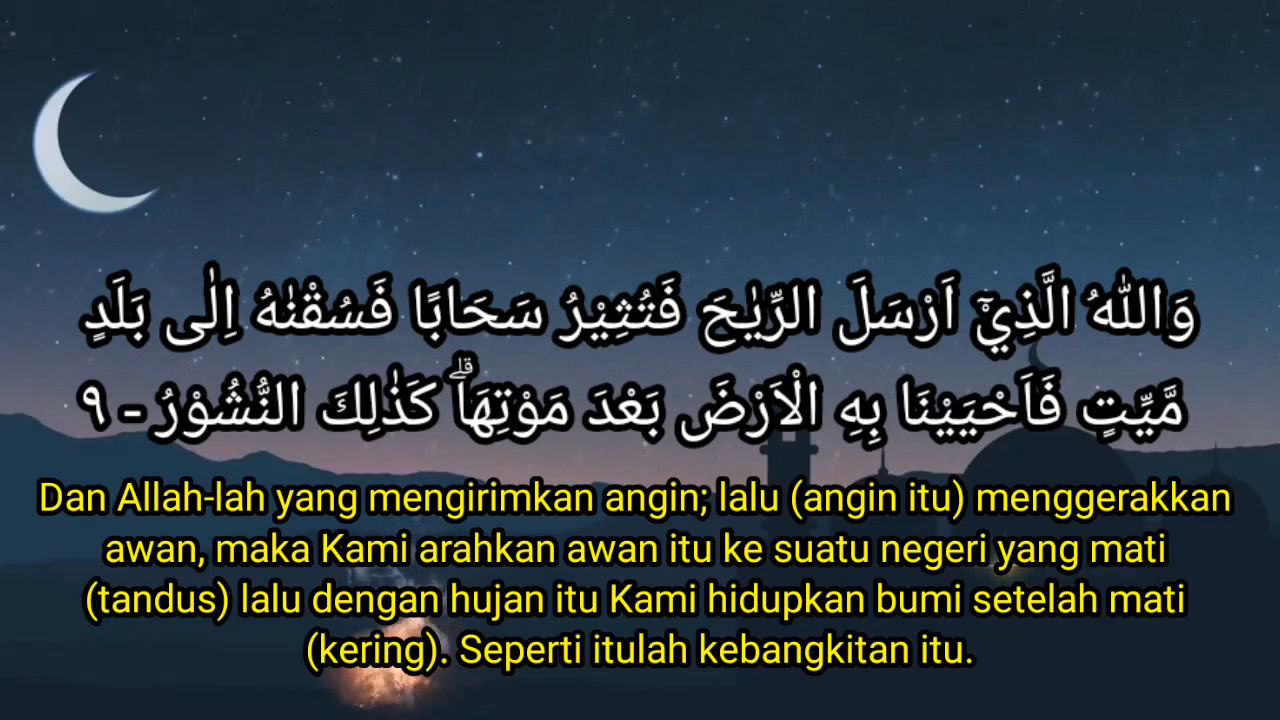 وَاللّٰهُ الَّذِيْٓ اَرْسَلَ الرِّيٰحَ فَتُثِيْرُ سَحَابًا فَسُقْنٰهُ اِلٰى بَلَدٍ
مَّيِّتٍ فَاَحْيَيْنَا بِهِ الْاَرْضَ بَعْدَ مَوْتِهَاۗ كَذٰلِكَ النُّشُوْرُ - ٩
Dan Allah-lah yang mengirimkan angin; lalu (angin itu) menggerakkan
awan, maka Kami arahkan awan itu ke suatu negeri yang mati
(tandus) lalu dengan hujan itu Kami hidupkan bumi setelah mati
(kering). Seperti itulah kebangkitan itu.